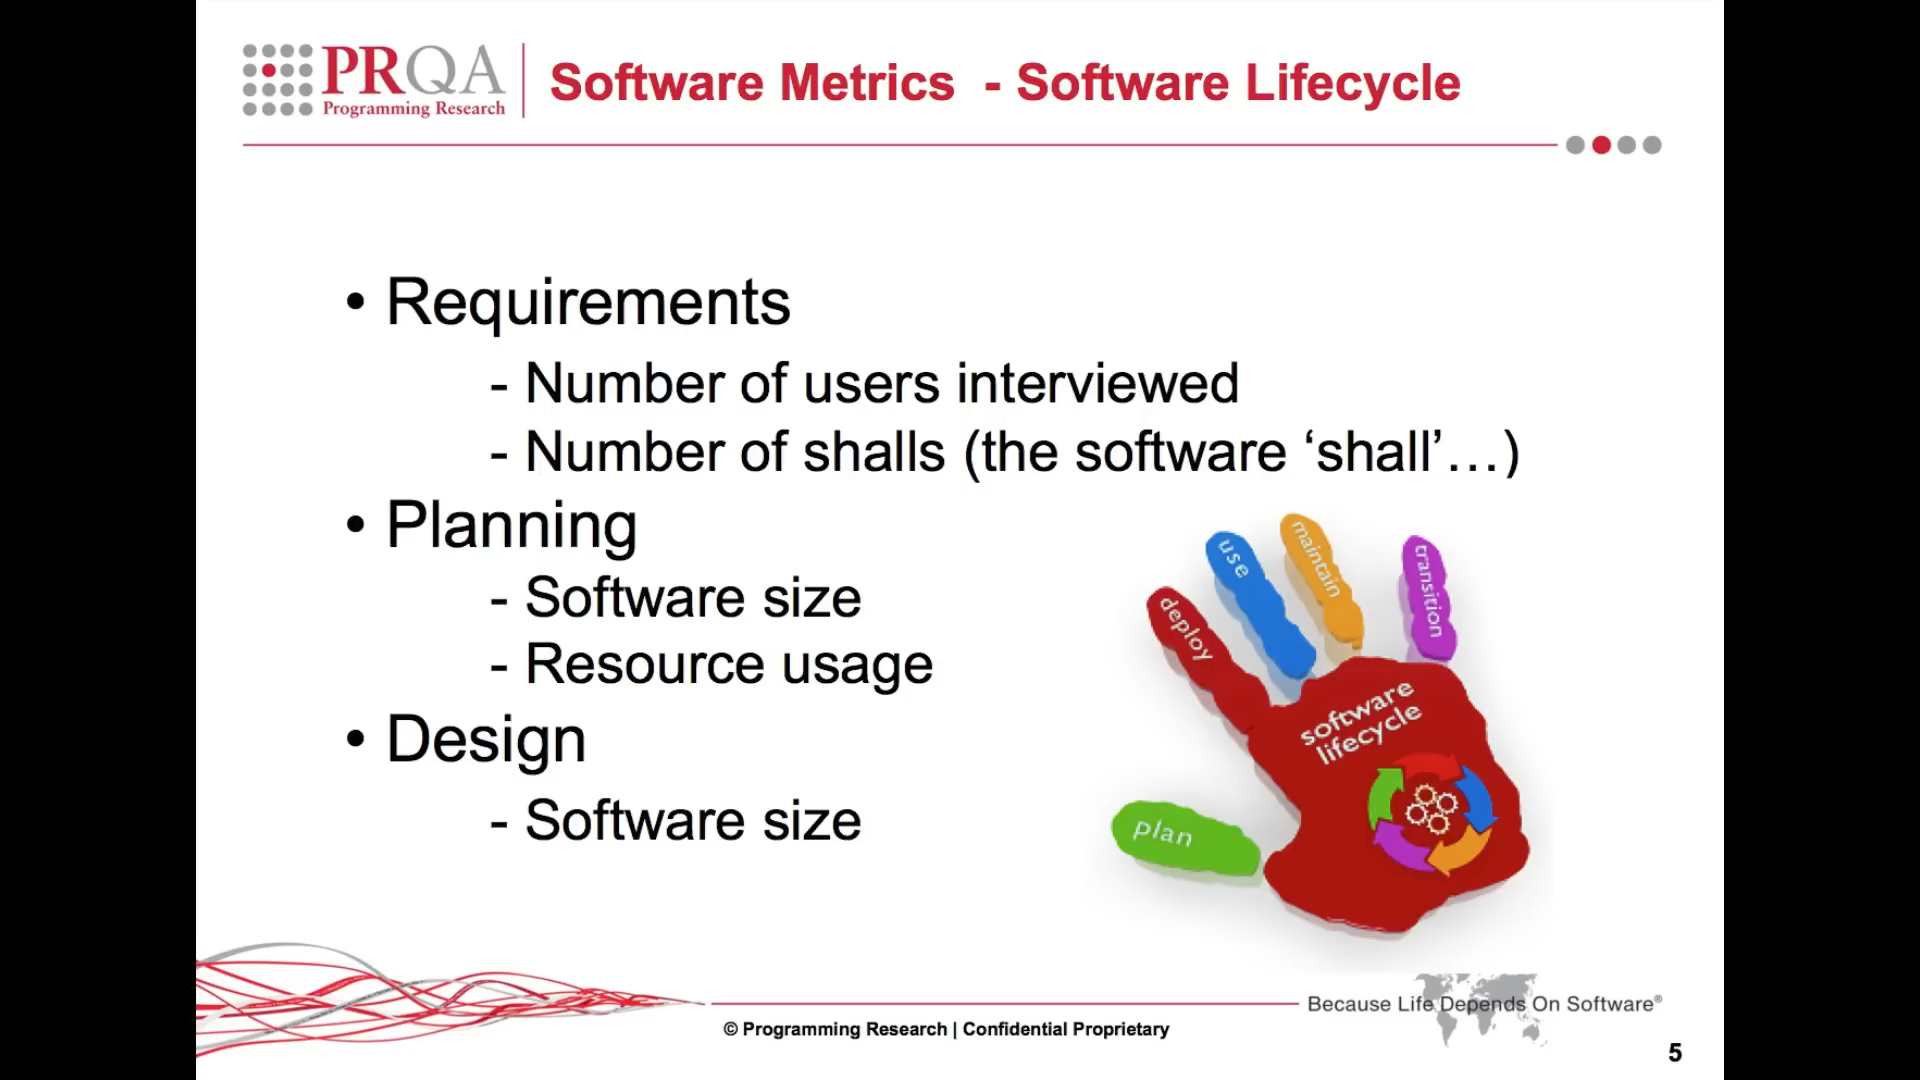 PRQA
Programming Research
Software Metrics - Software Lifecycle
• Requirements
- Number of users interviewed
- Number of shalls (the software ‘shall’…)
• Planning
- Software size
- Resource usage
• Design
- Software size
deploy
use
maintain
transition
plan
software
lifecycle
Because Life Depends On Software®
© Programming Research | Confidential Proprietary
5